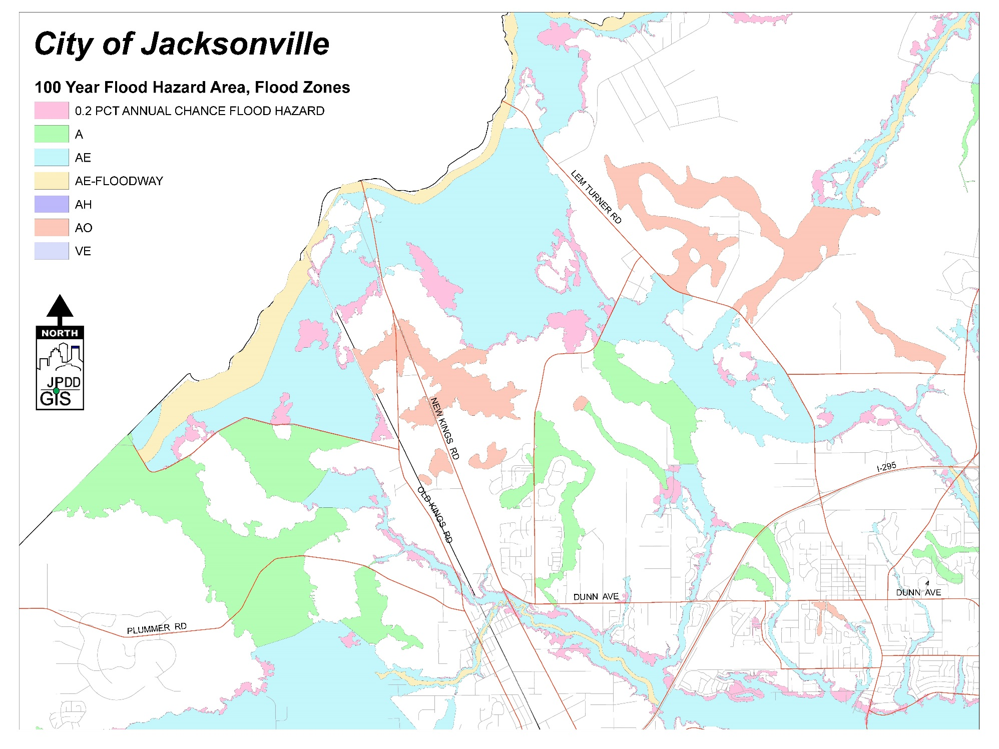 City of Jacksonville
100 Year Flood Hazard Area, Flood Zones
0.2 PCT ANNUAL CHANCE FLOOD HAZARD
A
AE
AE-FLOODWAY
AH
AO
VE
NORTH
JPDD
GIS
LEM TURNER RD
NEW KINGS RD
OLD KINGS RD
I-295
DUNN AVE
4
DUNN AVE
PLUMMER RD